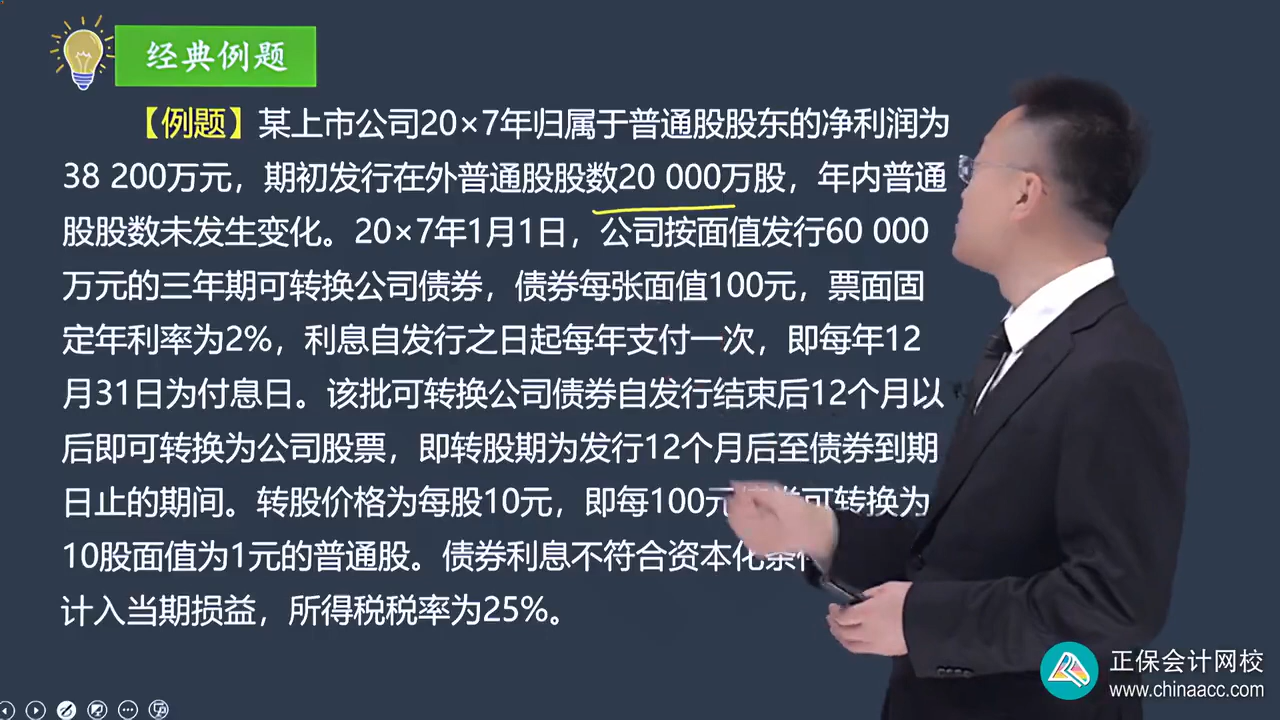 经典例题
【例题】某上市公司20×7年归属于普通股股东的净利润为
38 200万元，期初发行在外普通股股数20 000万股，年内普通
股股数未发生变化。20×7年1月1日，公司按面值发行60 000
万元的三年期可转换公司债券，债券每张面值100元，票面固
定年利率为2%，利息自发行之日起每年支付一次，即每年12
月31日为付息日。该批可转换公司债券自发行结束后12个月以
后即可转换为公司股票，即转股期为发行12个月后至债券到期
日止的期间。转股价格为每股10元，即每100元债券可转换为
10股面值为1元的普通股。债券利息不符合资本化条
计入当期损益，所得税税率为25%。
正保会计网校
www.chinaacc.com